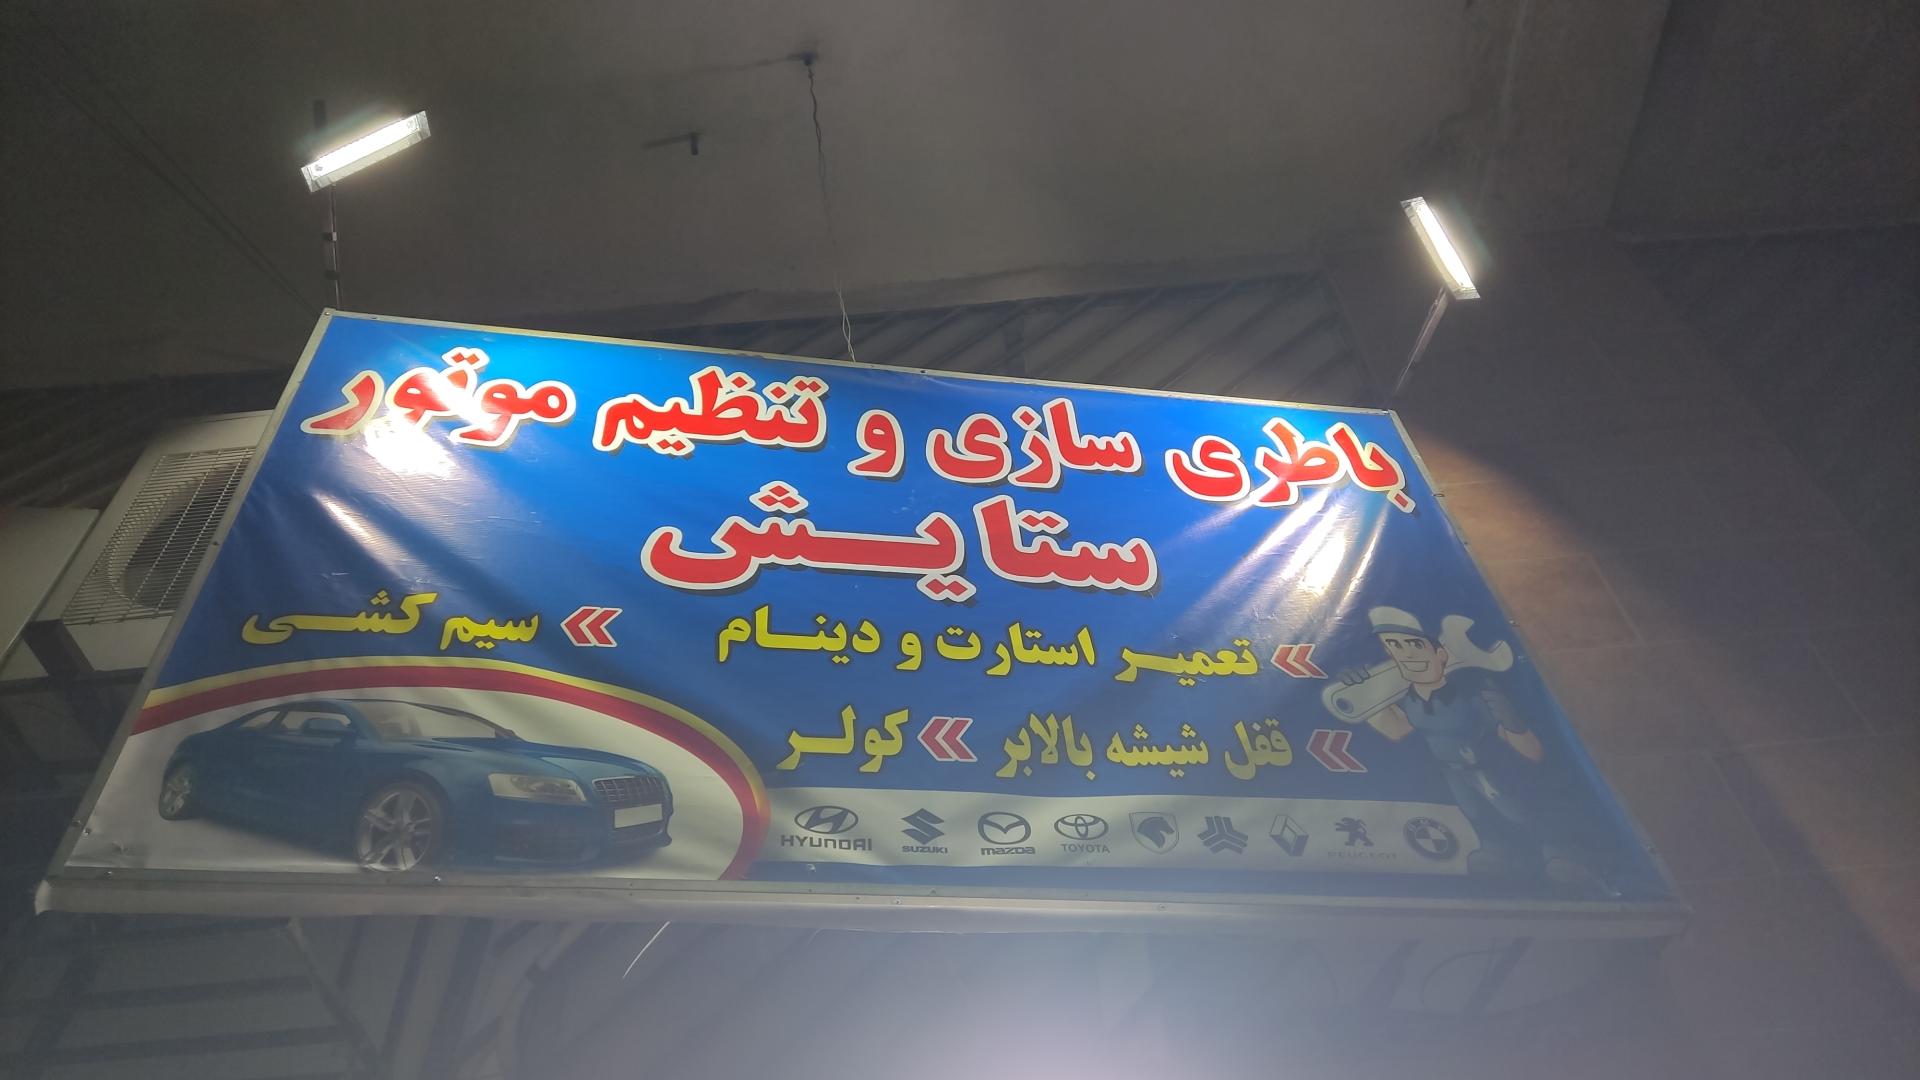 باطری سازی و تنظیم موتور
ستایش
تعمیر استارت و دینام « سیم کشی «
قفل شیشه بالابر « کولر «
HYUNDAI SUZUKI mazda TOYOTA PEUGEOT BMW